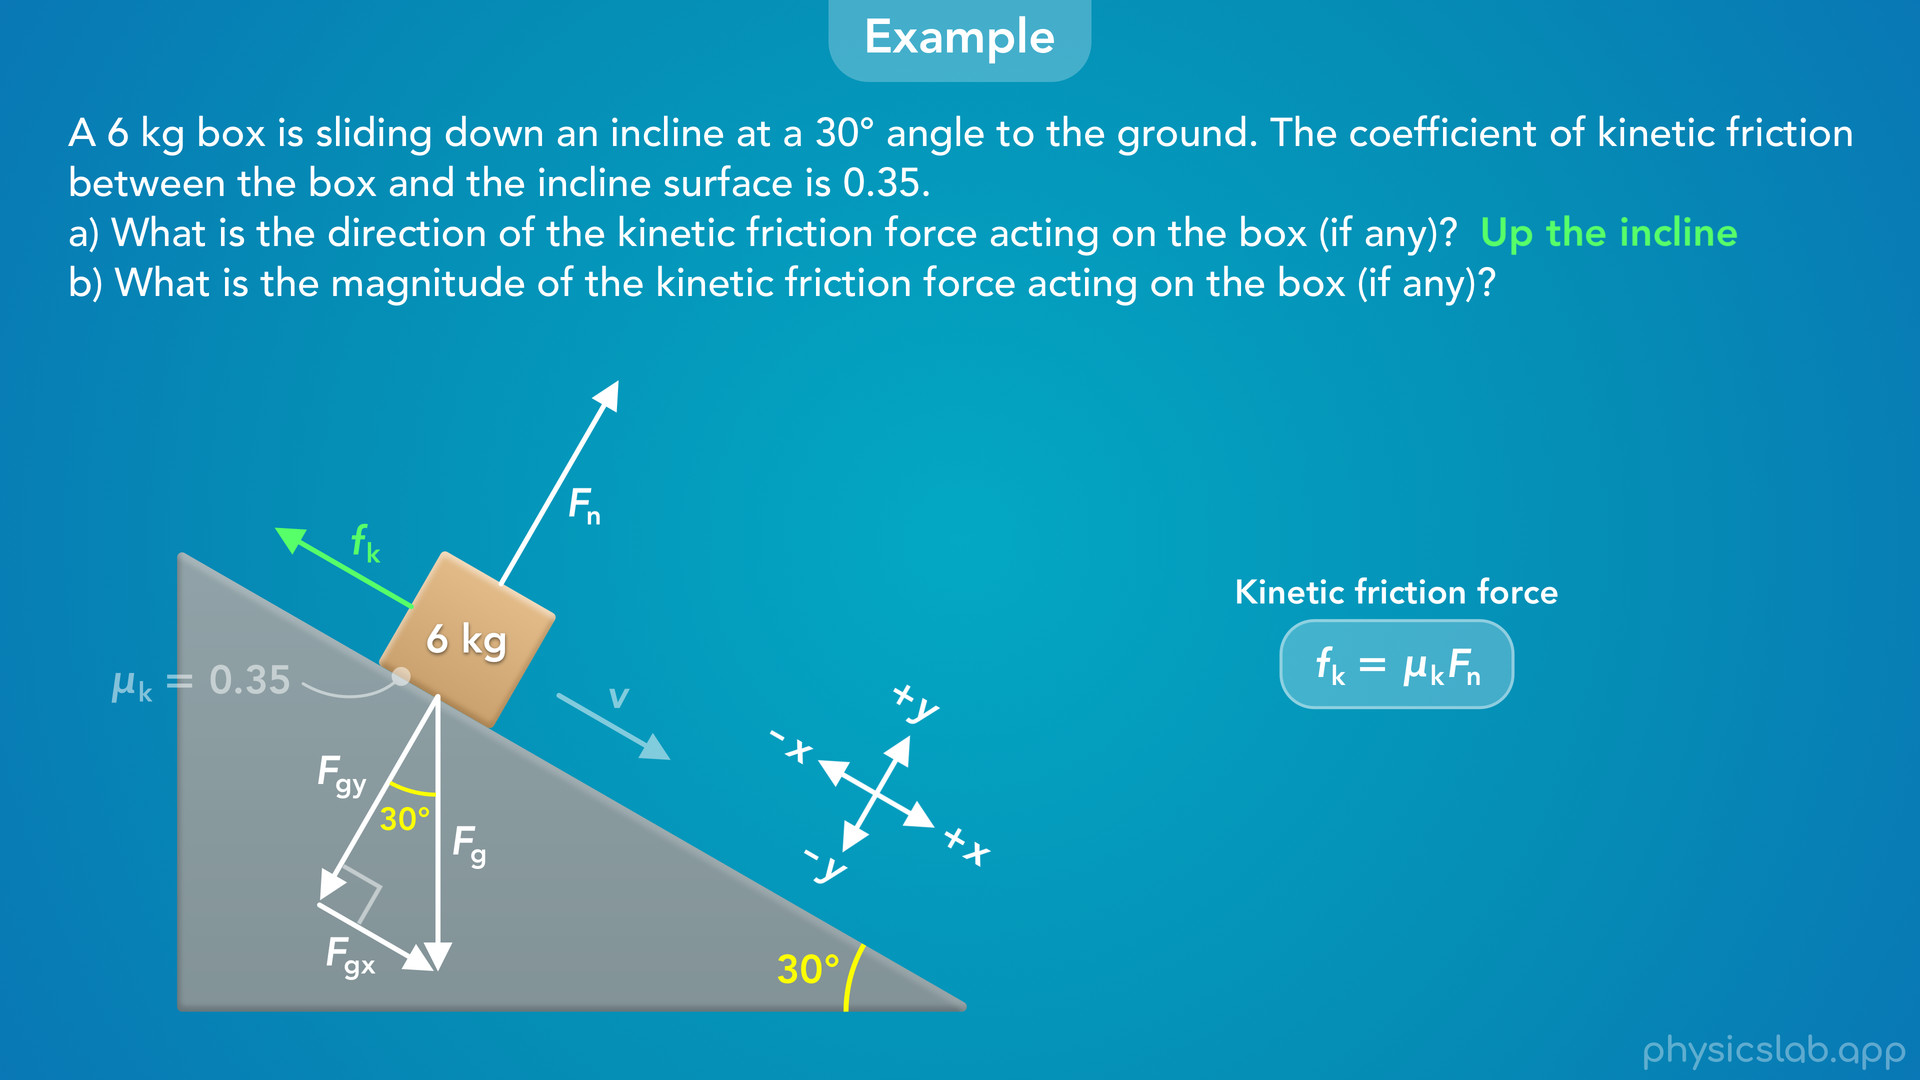 Example
A 6 kg box is sliding down an incline at a 30° angle to the ground. The coefficient of kinetic friction
between the box and the incline surface is 0.35.
a) What is the direction of the kinetic friction force acting on the box (if any)? Up the incline
b) What is the magnitude of the kinetic friction force acting on the box (if any)?
Fn
fk
6 kg
μk = 0.35
v
Fgy
30°
Fg
Fgx
30°
+y
-x
+x
-y
Kinetic friction force
fk = μkFn
physicslab.app